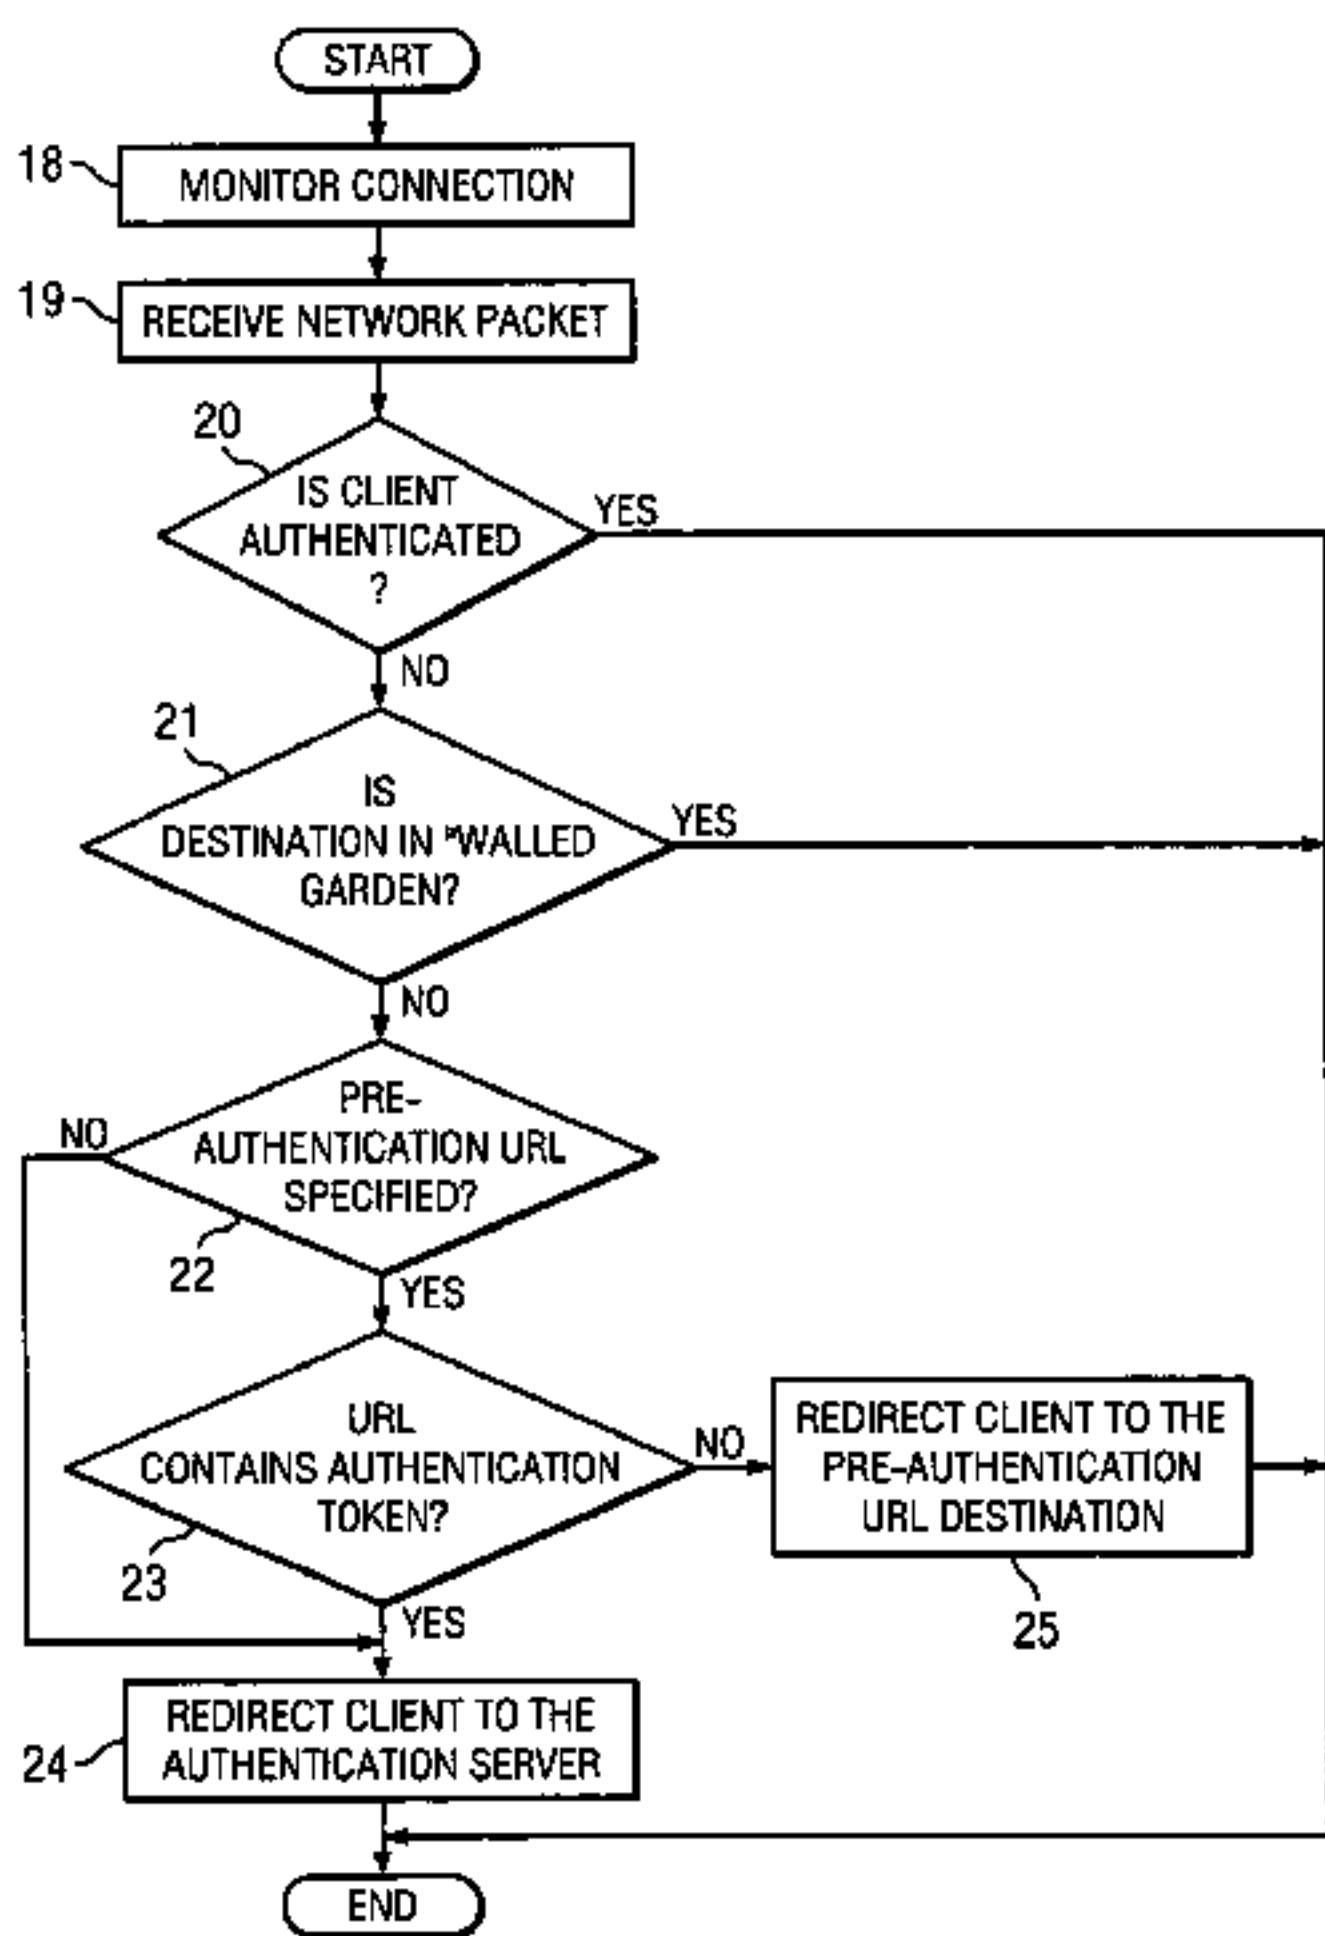 START
18
MONITOR CONNECTION
19
RECEIVE NETWORK PACKET
20
IS CLIENT
AUTHENTICATED
?
YES
NO
21
IS
DESTINATION IN "WALLED
GARDEN?
YES
NO
PRE-
AUTHENTICATION URL
SPECIFIED?
NO
22
YES
URL
CONTAINS AUTHENTICATION
TOKEN?
NO
23
YES
REDIRECT CLIENT TO THE
PRE-AUTHENTICATION
URL DESTINATION
25
REDIRECT CLIENT TO THE
AUTHENTICATION SERVER
24
END